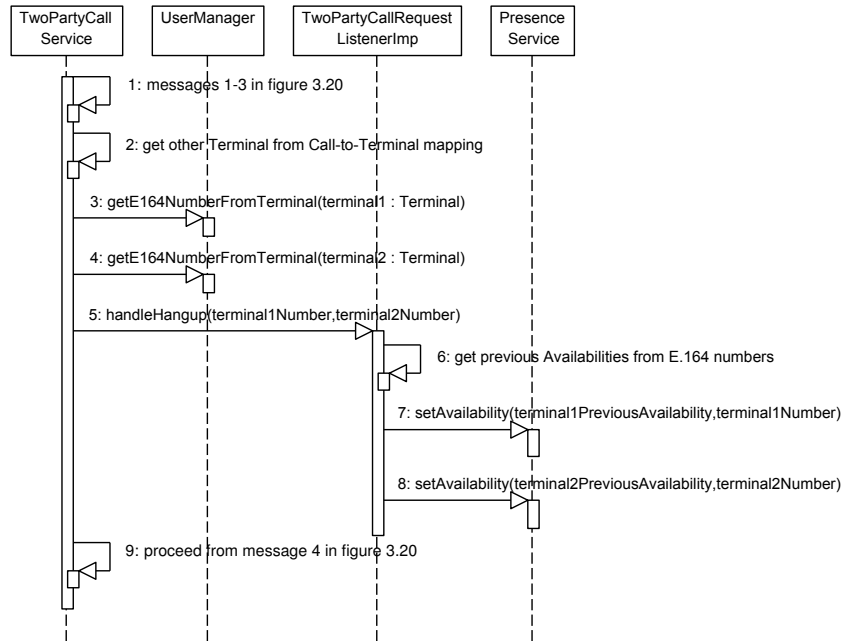 TwoPartyCall
Service
UserManager
TwoPartyCallRequest
ListenerImp
Presence
Service
1: messages 1-3 in figure 3.20
2: get other Terminal from Call-to-Terminal mapping
3: getE164NumberFromTerminal(terminal1 : Terminal)
4: getE164NumberFromTerminal(terminal2 : Terminal)
5: handleHangup(terminal1Number,terminal2Number)
6: get previous Availabilities from E.164 numbers
7: setAvailability(terminal1PreviousAvailability,terminal1Number)
8: setAvailability(terminal2PreviousAvailability,terminal2Number)
9: proceed from message 4 in figure 3.20